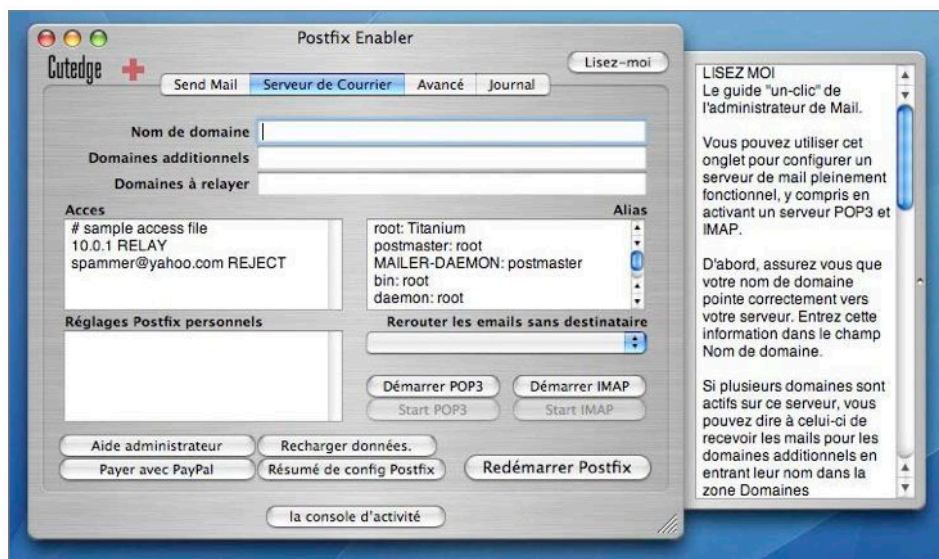 Postfix Enabler
Cutedge
Lisez-moi
Send Mail
Serveur de Courrier
Avancé
Journal
Nom de domaine
Domaines additionnels
Domaines à relayer
Acces
# sample access file
10.0.1 RELAY
spammer@yahoo.com REJECT
Alias
root: Titanium
postmaster: root
MAILER-DAEMON: postmaster
bin: root
daemon: root
Réglages Postfix personnels
Rerouter les emails sans destinataire
Démarrer POP3
Démarrer IMAP
Start POP3
Start IMAP
Aide administrateur
Recharger données.
Payer avec PayPal
Résumé de config Postfix
Redémarrer Postfix
la console d'activité
LISEZ MOI
Le guide "un-clic" de
l'administrateur de Mail.
Vous pouvez utiliser cet
onglet pour configurer un
serveur de mail pleinement
fonctionnel, y compris en
activant un serveur POP3 et
IMAP.
D'abord, assurez vous que
votre nom de domaine
pointe correctement vers
votre serveur. Entrez cette
information dans le champ
Nom de domaine.
Si plusieurs domaines sont
actifs sur ce serveur, vous
pouvez dire à celui-ci de
recevoir les mails pour les
domaines additionnels en
entrant leur nom dans la
zone Domaines